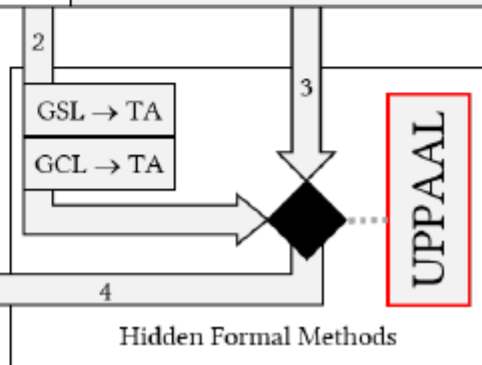 2
3
GSL → TA
GCL → TA
UPPAAL
4
Hidden Formal Methods